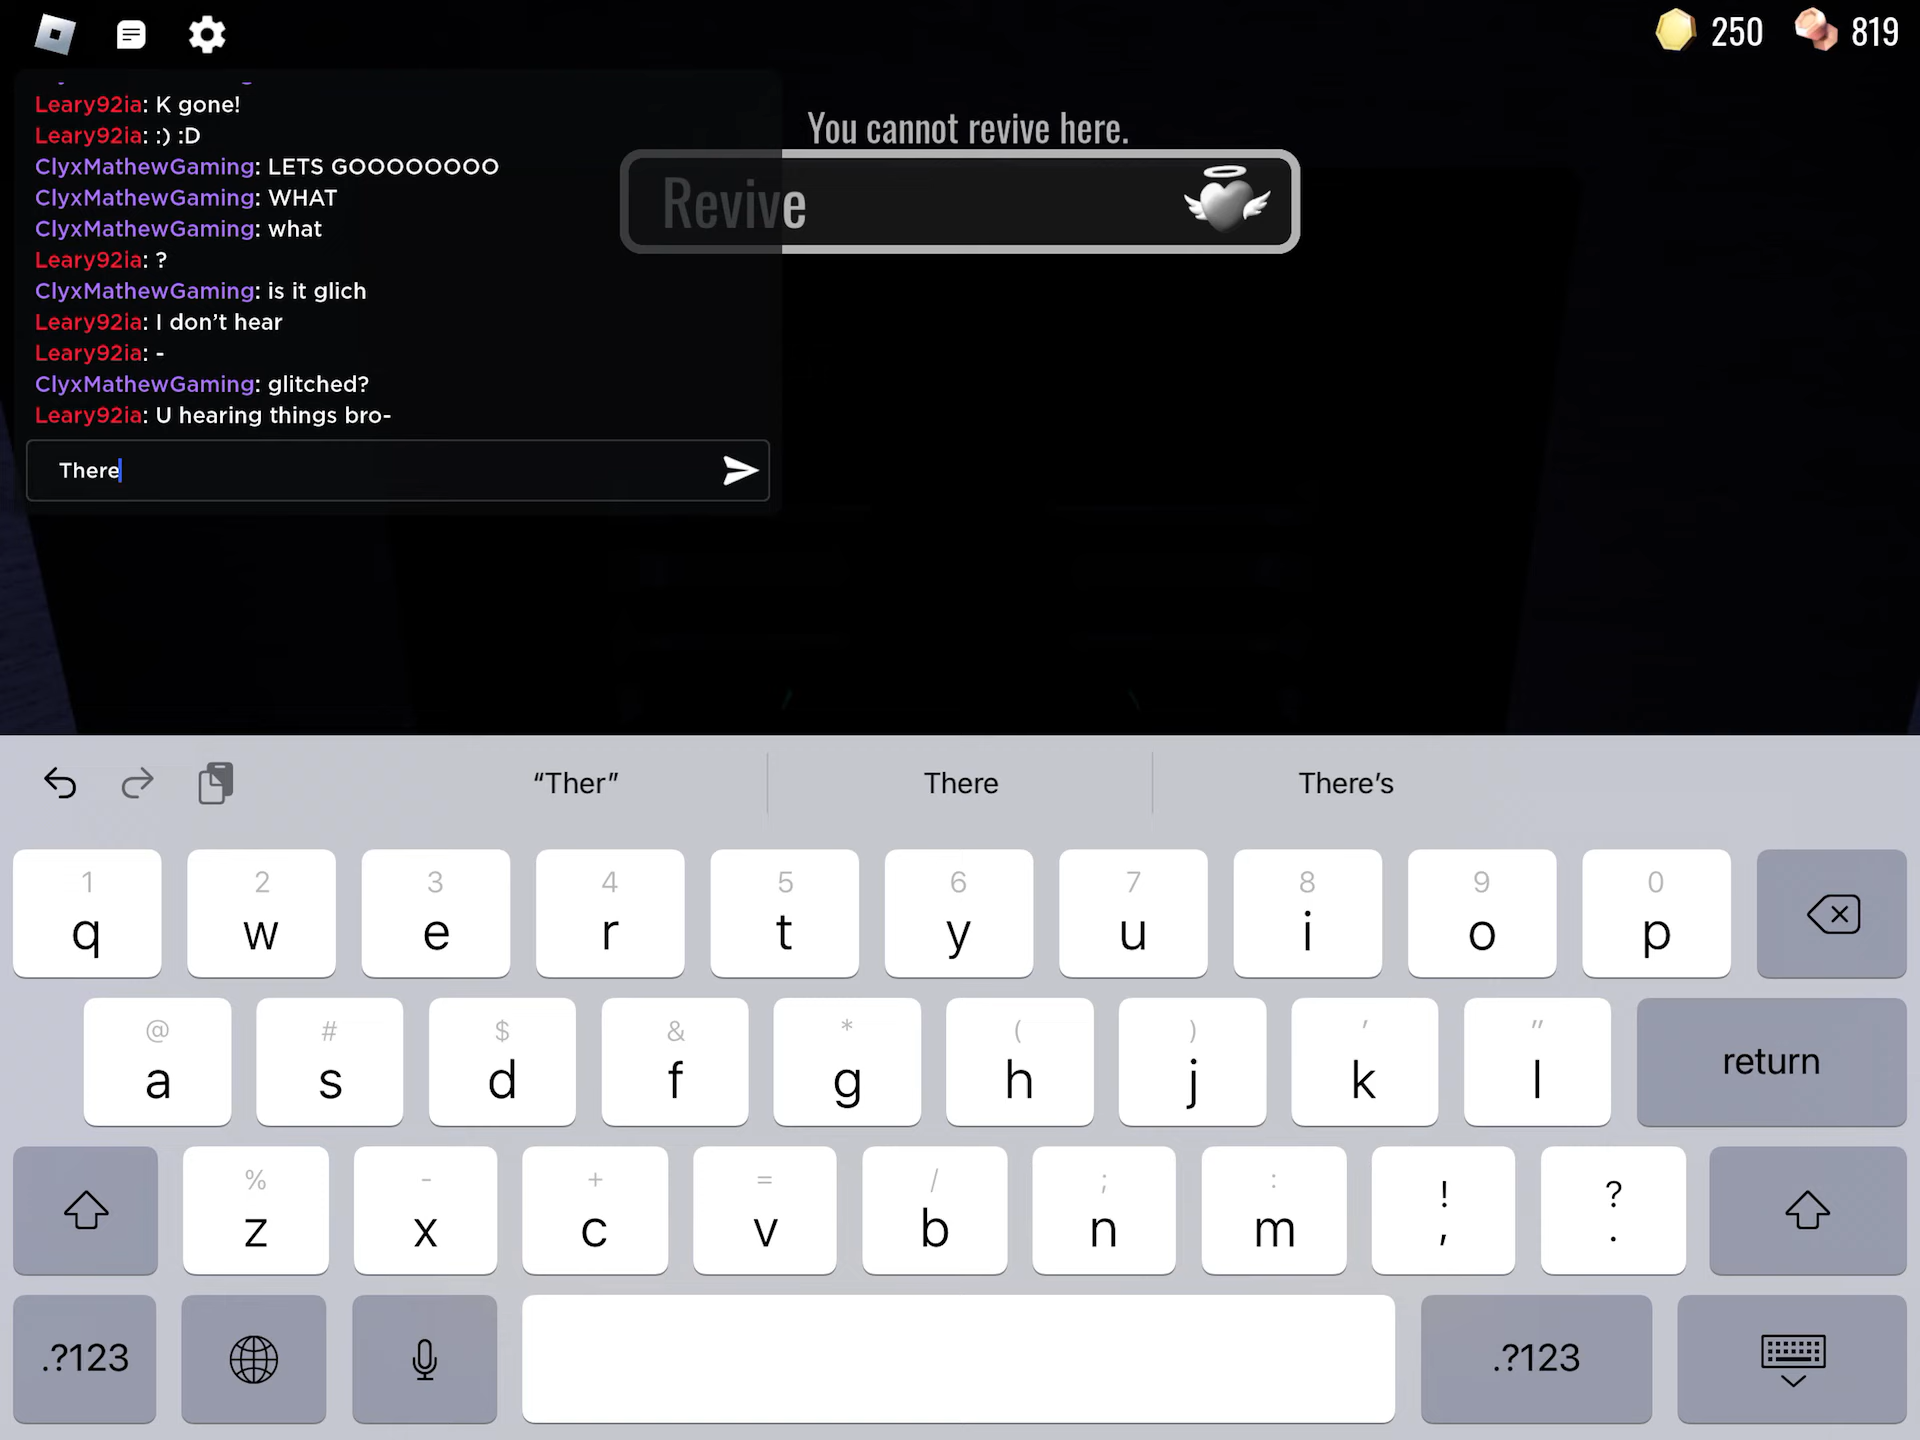 250
819
Leary92ia: K gone!
Leary92ia: :) :D
ClyxMathewGaming: LETS GOOOOOOOO
ClyxMathewGaming: WHAT
ClyxMathewGaming: what
Leary92ia: ?
ClyxMathewGaming: is it glich
Leary92ia: I don’t hear
Leary92ia: -
ClyxMathewGaming: glitched?
Leary92ia: U hearing things bro-
There
You cannot revive here.
Revive
“Ther”
There
There’s
1 2 3 4 5 6 7 8 9 0
q w e r t y u i o p
@ # $ & * ( ) ' "
a s d f g h j k l
return
% - + = / ; : ! ?
z x c v b n m , .
.?123
.?123